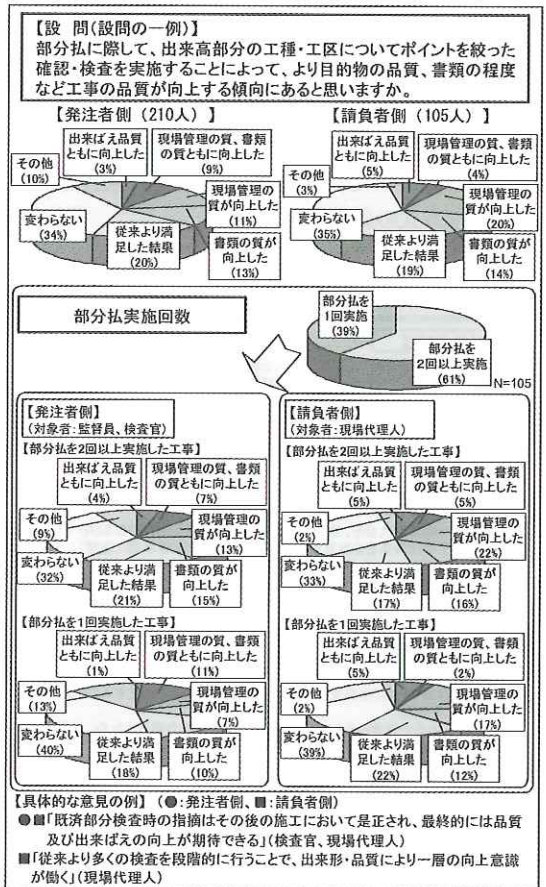 【設　問(設問の一例)】
部分払に際して、出来高部分の工種・工区についてポイントを絞った
確認・検査を実施することによって、より目的物の品質、書類の程度
など工事の品質が向上する傾向にあると思いますか。
【発注者側 (210人) 】
出来ばえ品質
ともに向上した
(3%)
現場管理の質、書類
の質ともに向上した
(9%)
その他
(10%)
現場管理の
質が向上した
(11%)
変わらない
(34%)
従来より満
足した結果
(20%)
書類の質が
向上した
(13%)
【請負者側 (105人) 】
出来ばえ品質
ともに向上した
(5%)
現場管理の質、書類
の質ともに向上した
(4%)
その他
(3%)
現場管理の
質が向上した
(20%)
変わらない
(35%)
従来より満
足した結果
(19%)
書類の質が
向上した
(14%)
部分払実施回数
部分払を
1回実施
(39%)
部分払を
2回以上実施
(61%)
N=105
【発注者側】
(対象者:監督員、検査官)
【部分払を2回以上実施した工事】
出来ばえ品質
ともに向上した
(4%)
現場管理の質、書類
の質ともに向上した
(7%)
その他
(9%)
現場管理の
質が向上した
(13%)
変わらない
(32%)
従来より満
足した結果
(21%)
書類の質が
向上した
(15%)
【部分払を1回実施した工事】
出来ばえ品質
ともに向上した
(1%)
現場管理の質、書類
の質ともに向上した
(11%)
その他
(13%)
現場管理の
質が向上した
(7%)
変わらない
(40%)
従来より満
足した結果
(18%)
書類の質が
向上した
(10%)
【請負者側】
(対象者:現場代理人)
【部分払を2回以上実施した工事】
出来ばえ品質
ともに向上した
(5%)
現場管理の質、書類
の質ともに向上した
(5%)
その他
(2%)
現場管理の
質が向上した
(22%)
変わらない
(33%)
従来より満
足した結果
(17%)
書類の質が
向上した
(16%)
【部分払を1回実施した工事】
出来ばえ品質
ともに向上した
(5%)
現場管理の質、書類
の質ともに向上した
(2%)
その他
(2%)
現場管理の
質が向上した
(17%)
変わらない
(39%)
従来より満
足した結果
(22%)
書類の質が
向上した
(12%)
【具体的な意見の例】 (●:発注者側、■:請負者側)
●■「既済部分検査時の指摘はその後の施工において是正され、最終的には品質
及び出来ばえの向上が期待できる」(検査官、現場代理人)
■「従来より多くの検査を段階的に行うことで、出来形・品質により一層の向上意識
が働く」(現場代理人)